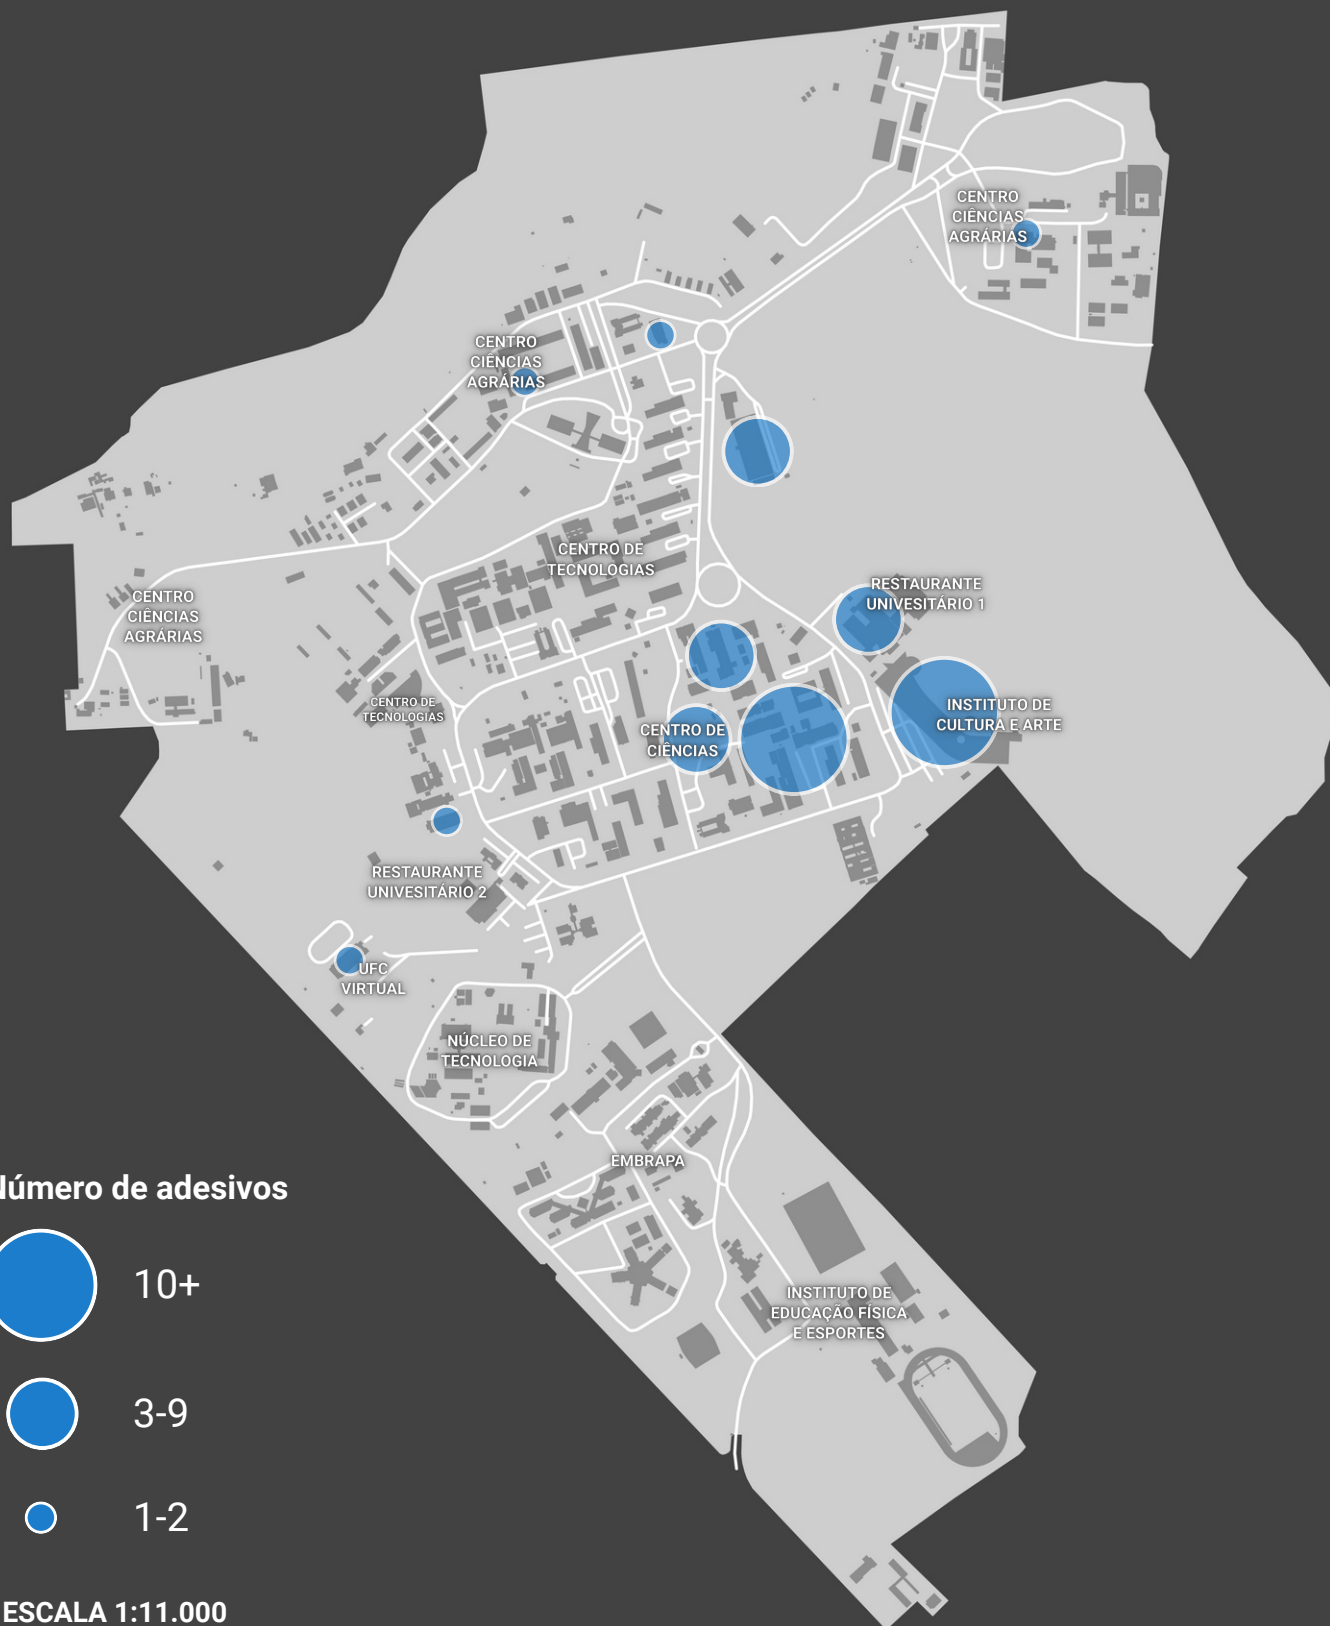 CENTRO
CIÊNCIAS
AGRÁRIAS
CENTRO
CIÊNCIAS
AGRÁRIAS
CENTRO DE
TECNOLOGIAS
RESTAURANTE
UNIVESITÁRIO 1
CENTRO
CIÊNCIAS
AGRÁRIAS
CENTRO DE
TECNOLOGIAS
INSTITUTO DE
CULTURA E ARTE
CENTRO DE
CIÊNCIAS
RESTAURANTE
UNIVESITÁRIO 2
UFC
VIRTUAL
NÚCLEO DE
TECNOLOGIA
EMBRAPA
INSTITUTO DE
EDUCAÇÃO FÍSICA
E ESPORTES
Número de adesivos
10+
3-9
1-2
ESCALA 1:11.000